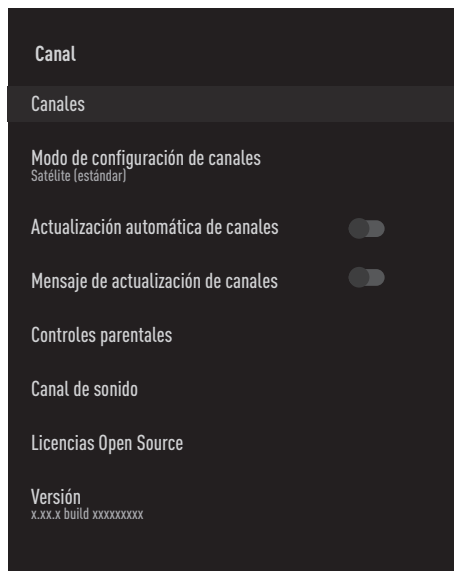 Canal
Canales
Modo de configuración de canales
Satélite (estándar)
Actualización automática de canales
Mensaje de actualización de canales
Controles parentales
Canal de sonido
Licencias Open Source
Versión
x.xx.x build xxxxxxxxx